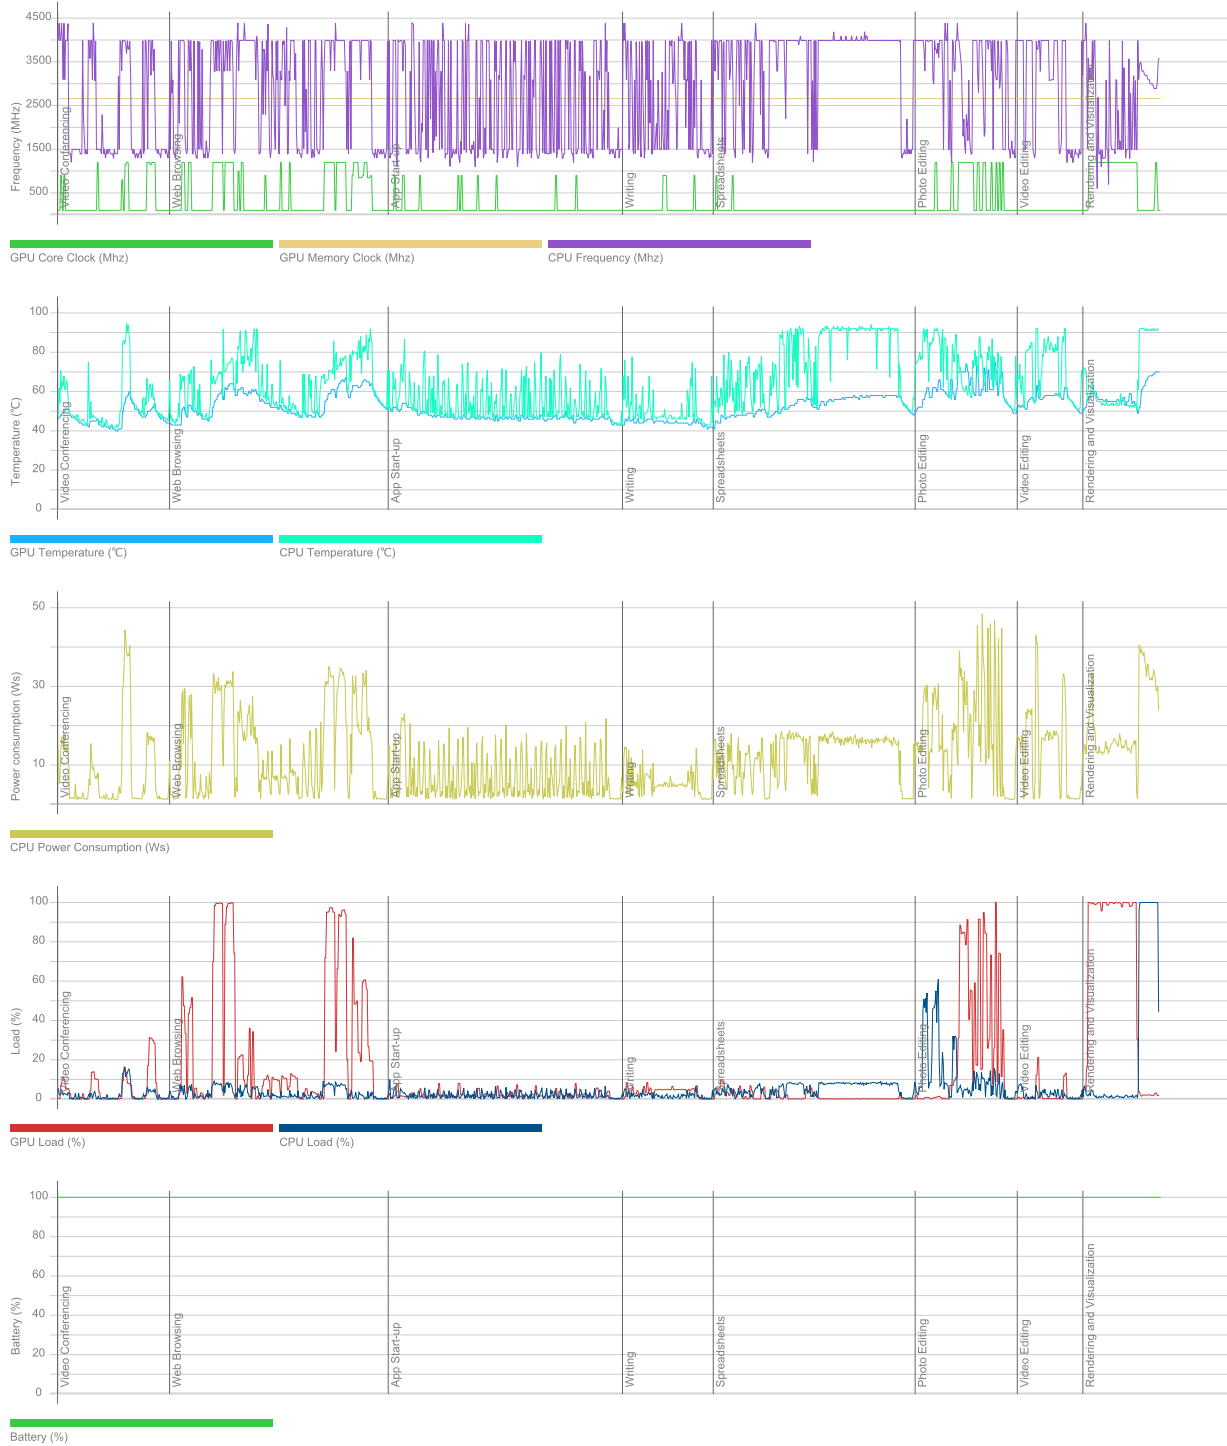 4500
3500
2500
1500
500
Frequency (MHz)
Video Conferencing
Web Browsing
App Start-up
Writing
Spreadsheets
Photo Editing
Video Editing
Rendering and Visualization
GPU Core Clock (Mhz)
GPU Memory Clock (Mhz)
CPU Frequency (Mhz)
100
80
60
40
20
0
Temperature (℃)
Video Conferencing
Web Browsing
App Start-up
Writing
Spreadsheets
Photo Editing
Video Editing
Rendering and Visualization
GPU Temperature (℃)
CPU Temperature (℃)
50
30
10
Power consumption (Ws)
Video Conferencing
Web Browsing
App Start-up
Writing
Spreadsheets
Photo Editing
Video Editing
Rendering and Visualization
CPU Power Consumption (Ws)
100
80
60
40
20
0
Load (%)
Video Conferencing
Web Browsing
App Start-up
Writing
Spreadsheets
Photo Editing
Video Editing
Rendering and Visualization
GPU Load (%)
CPU Load (%)
100
80
60
40
20
0
Battery (%)
Video Conferencing
Web Browsing
App Start-up
Writing
Spreadsheets
Photo Editing
Video Editing
Rendering and Visualization
Battery (%)